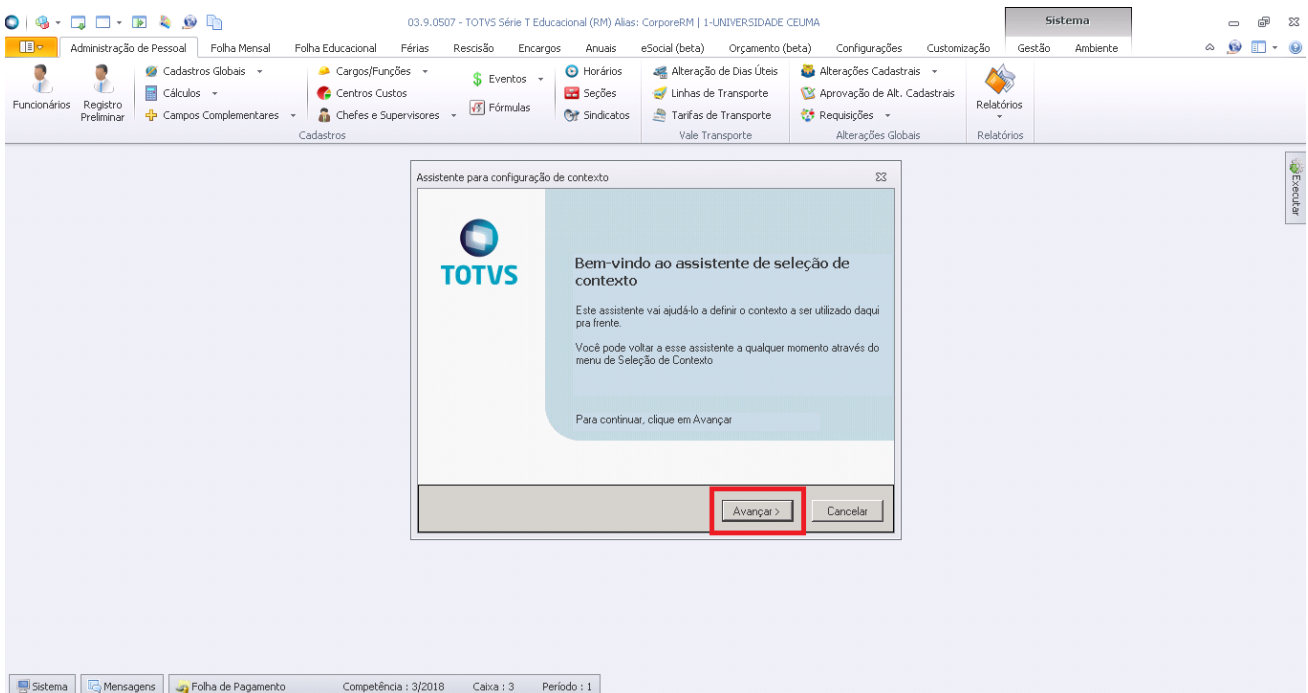 03.9.0507 - TOTVS Série T Educacional (RM) Alias: CorporeRM | 1-UNIVERSIDADE CEUMA
Sistema
Administração de Pessoal Folha Mensal Folha Educacional Férias Rescisão Encargos Anuais eSocial (beta) Orçamento (beta) Configurações Customização Gestão Ambiente
Funcionários
Registro
Preliminar
Cadastros Globais
Cálculos
Campos Complementares
Cargos/Funções
Centros Custos
Chefes e Supervisores
Eventos
Fórmulas
Horários
Seções
Sindicatos
Cadastros
Alteração de Dias Úteis
Linhas de Transporte
Tarifas de Transporte
Vale Transporte
Alterações Cadastrais
Aprovação de Alt. Cadastrais
Requisições
Alterações Globais
Relatórios
Relatórios
Executar
Assistente para configuração de contexto
TOTVS
Bem-vindo ao assistente de seleção de
contexto
Este assistente vai ajudá-lo a definir o contexto a ser utilizado daqui
pra frente.
Você pode voltar a esse assistente a qualquer momento através do
menu de Seleção de Contexto
Para continuar, clique em Avançar
Avançar >
Cancelar
Sistema Mensagens Folha de Pagamento Competência : 3/2018 Caixa : 3 Período : 1